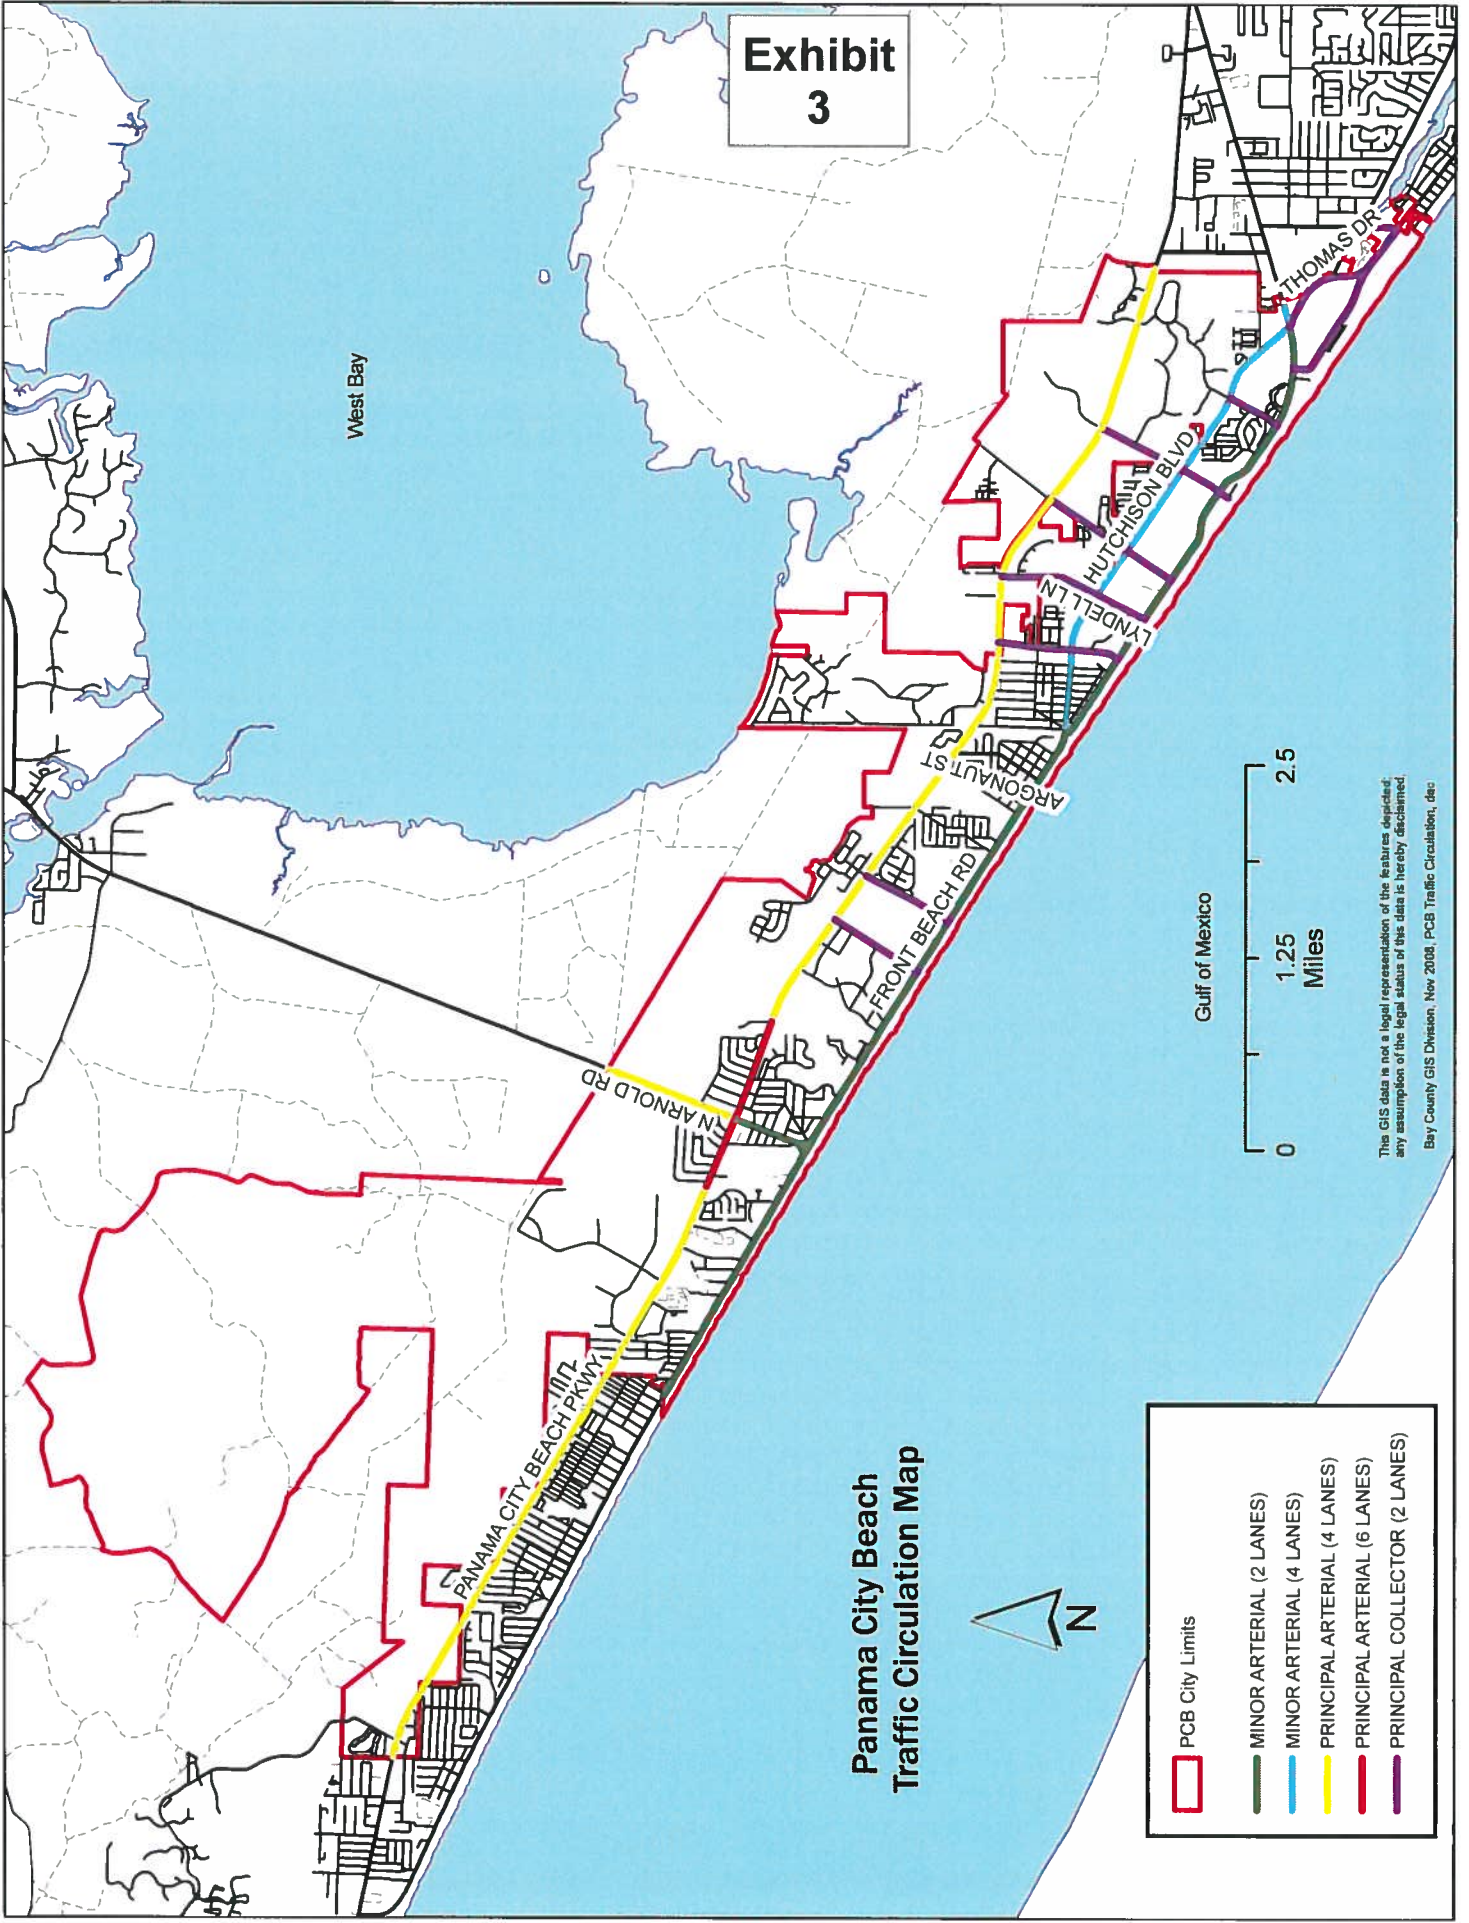 Exhibit
3
West Bay
THOMAS DR
HUTCHISON BLVD
LYNDELL LN
ARGONAUT ST
FRONT BEACH RD
N ARNOLD RD
PANAMA CITY BEACH PKWY
Gulf of Mexico
0 1.25 2.5
Miles
Panama City Beach
Traffic Circulation Map
N
PCB City Limits
MINOR ARTERIAL (2 LANES)
MINOR ARTERIAL (4 LANES)
PRINCIPAL ARTERIAL (4 LANES)
PRINCIPAL ARTERIAL (6 LANES)
PRINCIPAL COLLECTOR (2 LANES)
This GIS data is not a legal representation of the features depicted;
any assumption of the legal status of this data is hereby disclaimed.
Bay County GIS Division, Nov 2008, PCB Traffic Circulation, dac